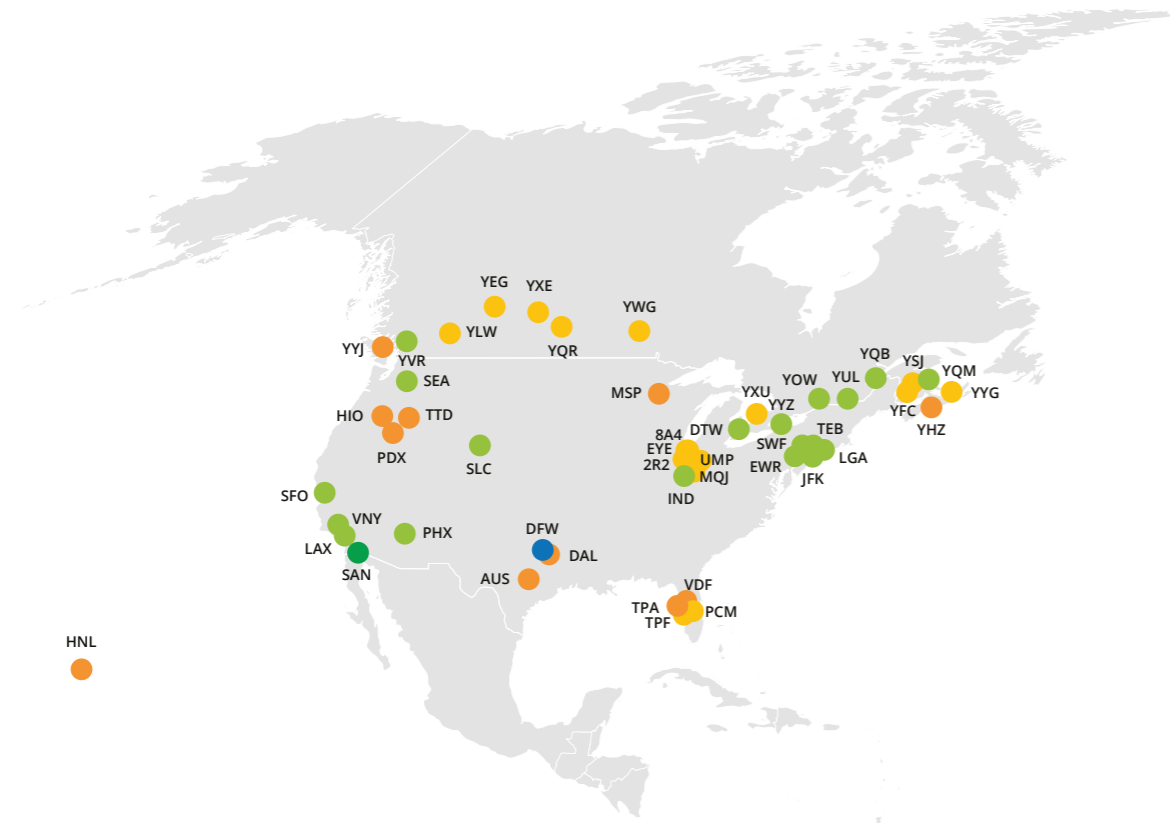 YEG
YXE
YWG
YLW
YQR
YYJ
YVR
SEA
YQB
YSJ
YQM
YOW
YUL
YYG
YFC
YHZ
MSP
YXU
YYZ
HIO
TTD
PDX
DTW
8A4
EYE
2R2
UMP
MQJ
IND
SWF
TEB
EWR
LGA
JFK
SLC
SFO
VNY
LAX
PHX
SAN
DFW
DAL
AUS
VDF
TPA
PCM
TPF
HNL